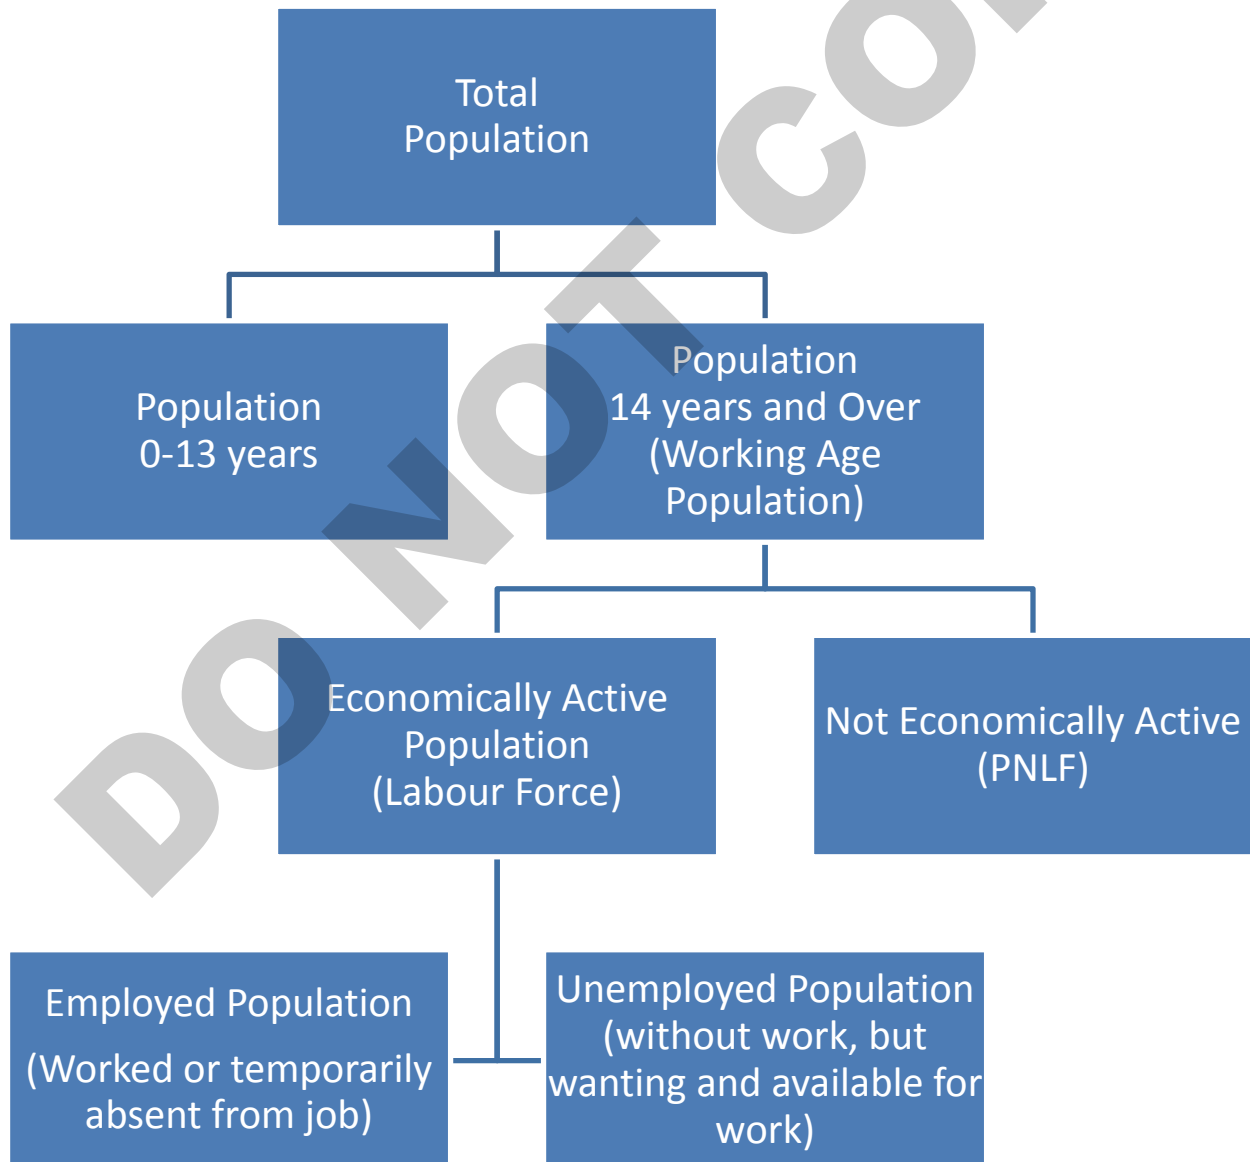 Total
Population
Population
0-13 years
Population
14 years and Over
(Working Age
Population)
Economically Active
Population
(Labour Force)
Not Economically Active
(PNLF)
Employed Population
(Worked or temporarily
absent from job)
Unemployed Population
(without work, but
wanting and available for
work)
DO NOT